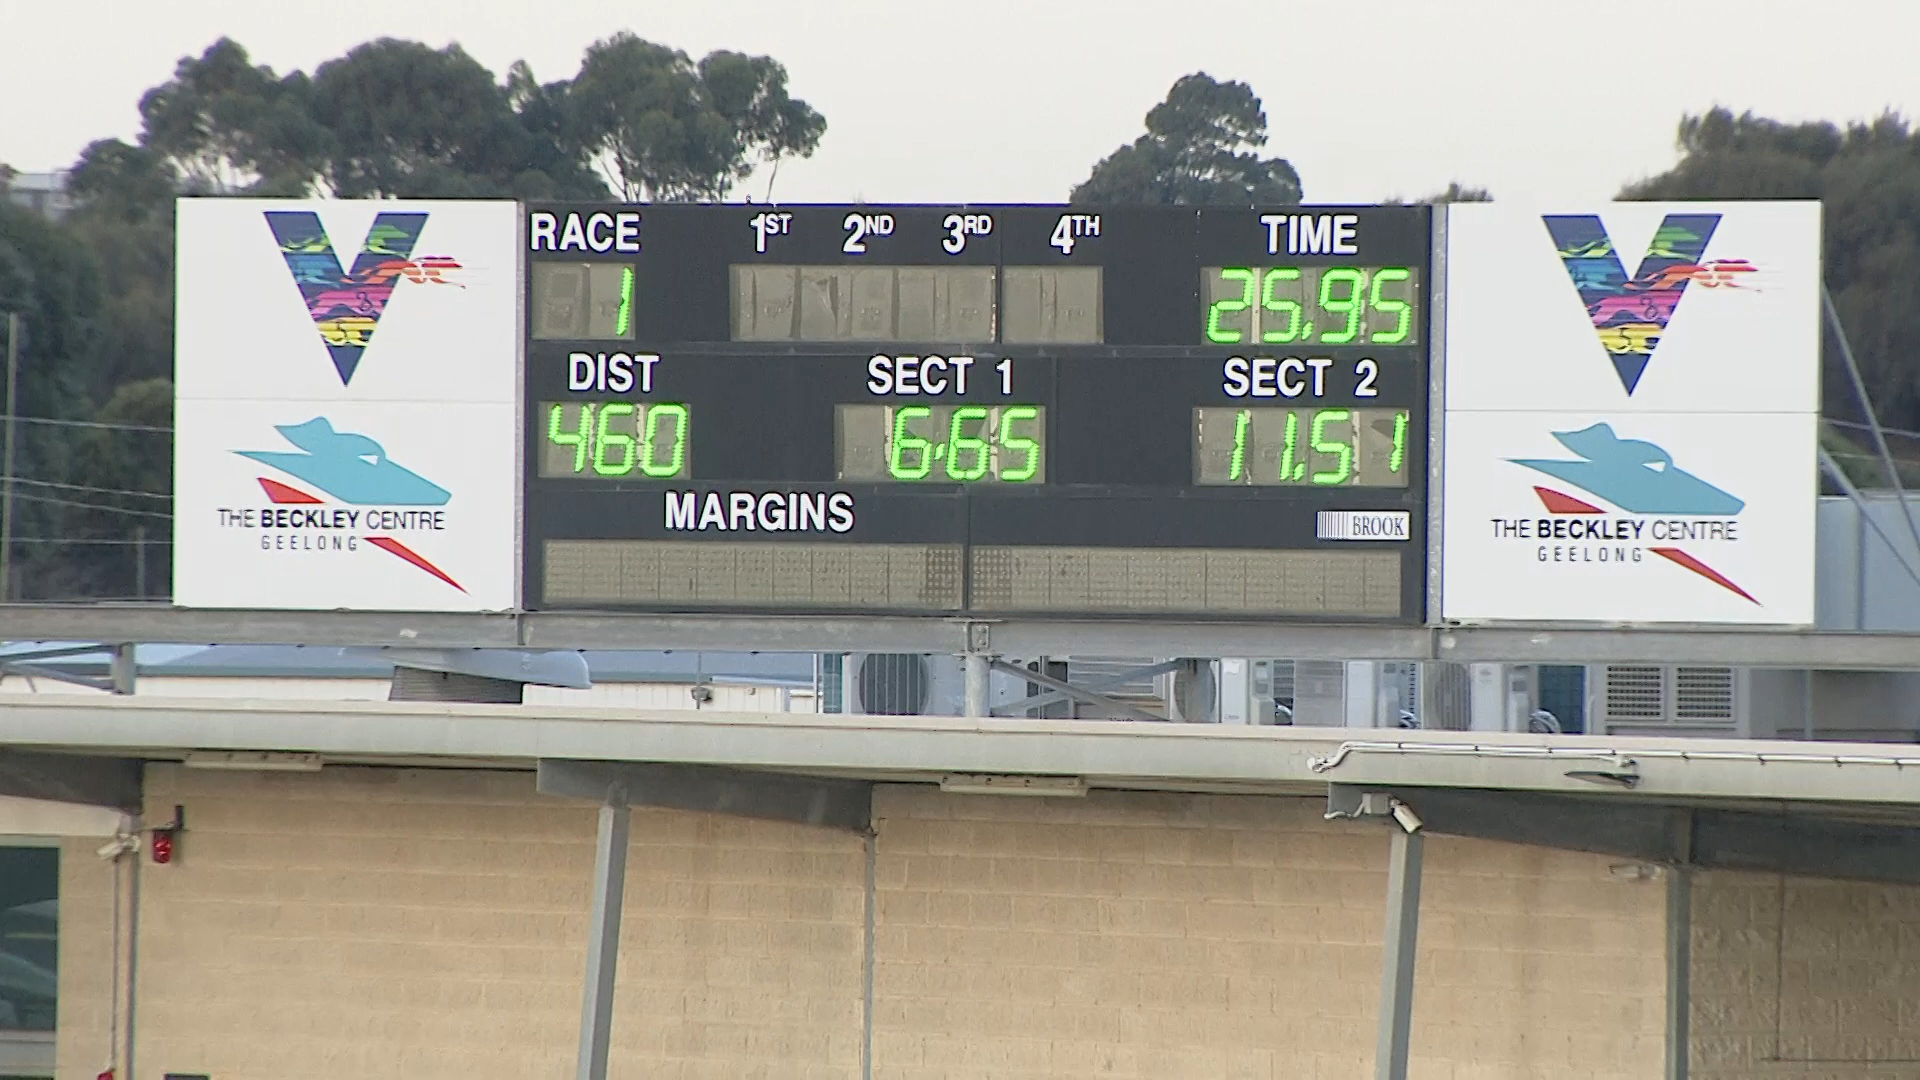 RACE 1ST 2ND 3RD 4TH TIME
1 25.95
DIST SECT 1 SECT 2
460 6.65 11.51
MARGINS
BROOK
V
THE BECKLEY CENTRE
GEELONG
V
THE BECKLEY CENTRE
GEELONG